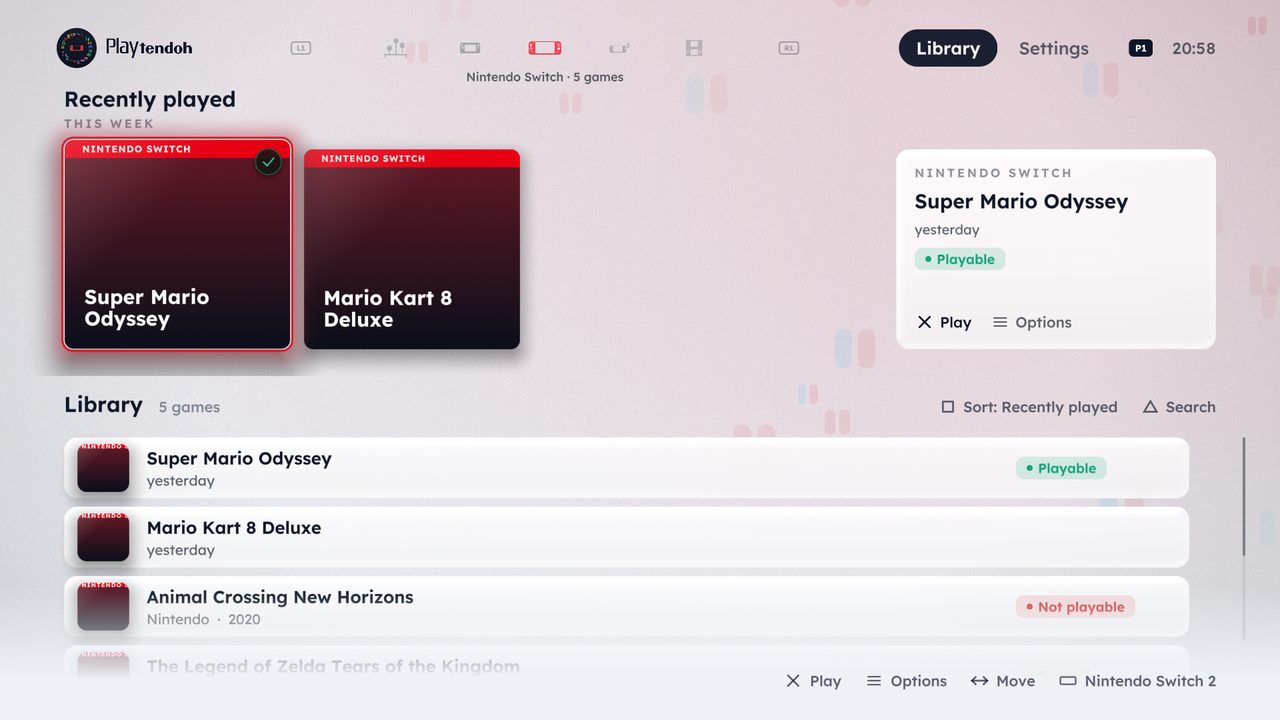 Playtendoh
L1
R1
Library
Settings
P1
20:58
Nintendo Switch · 5 games
Recently played
THIS WEEK
NINTENDO SWITCH
Super Mario
Odyssey
NINTENDO SWITCH
Mario Kart 8
Deluxe
NINTENDO SWITCH
Super Mario Odyssey
yesterday
Playable
Play
Options
Library
5 games
Sort: Recently played
Search
Super Mario Odyssey
yesterday
Playable
Mario Kart 8 Deluxe
yesterday
Animal Crossing New Horizons
Nintendo · 2020
Not playable
The Legend of Zelda Tears of the Kingdom
Play
Options
Move
Nintendo Switch 2